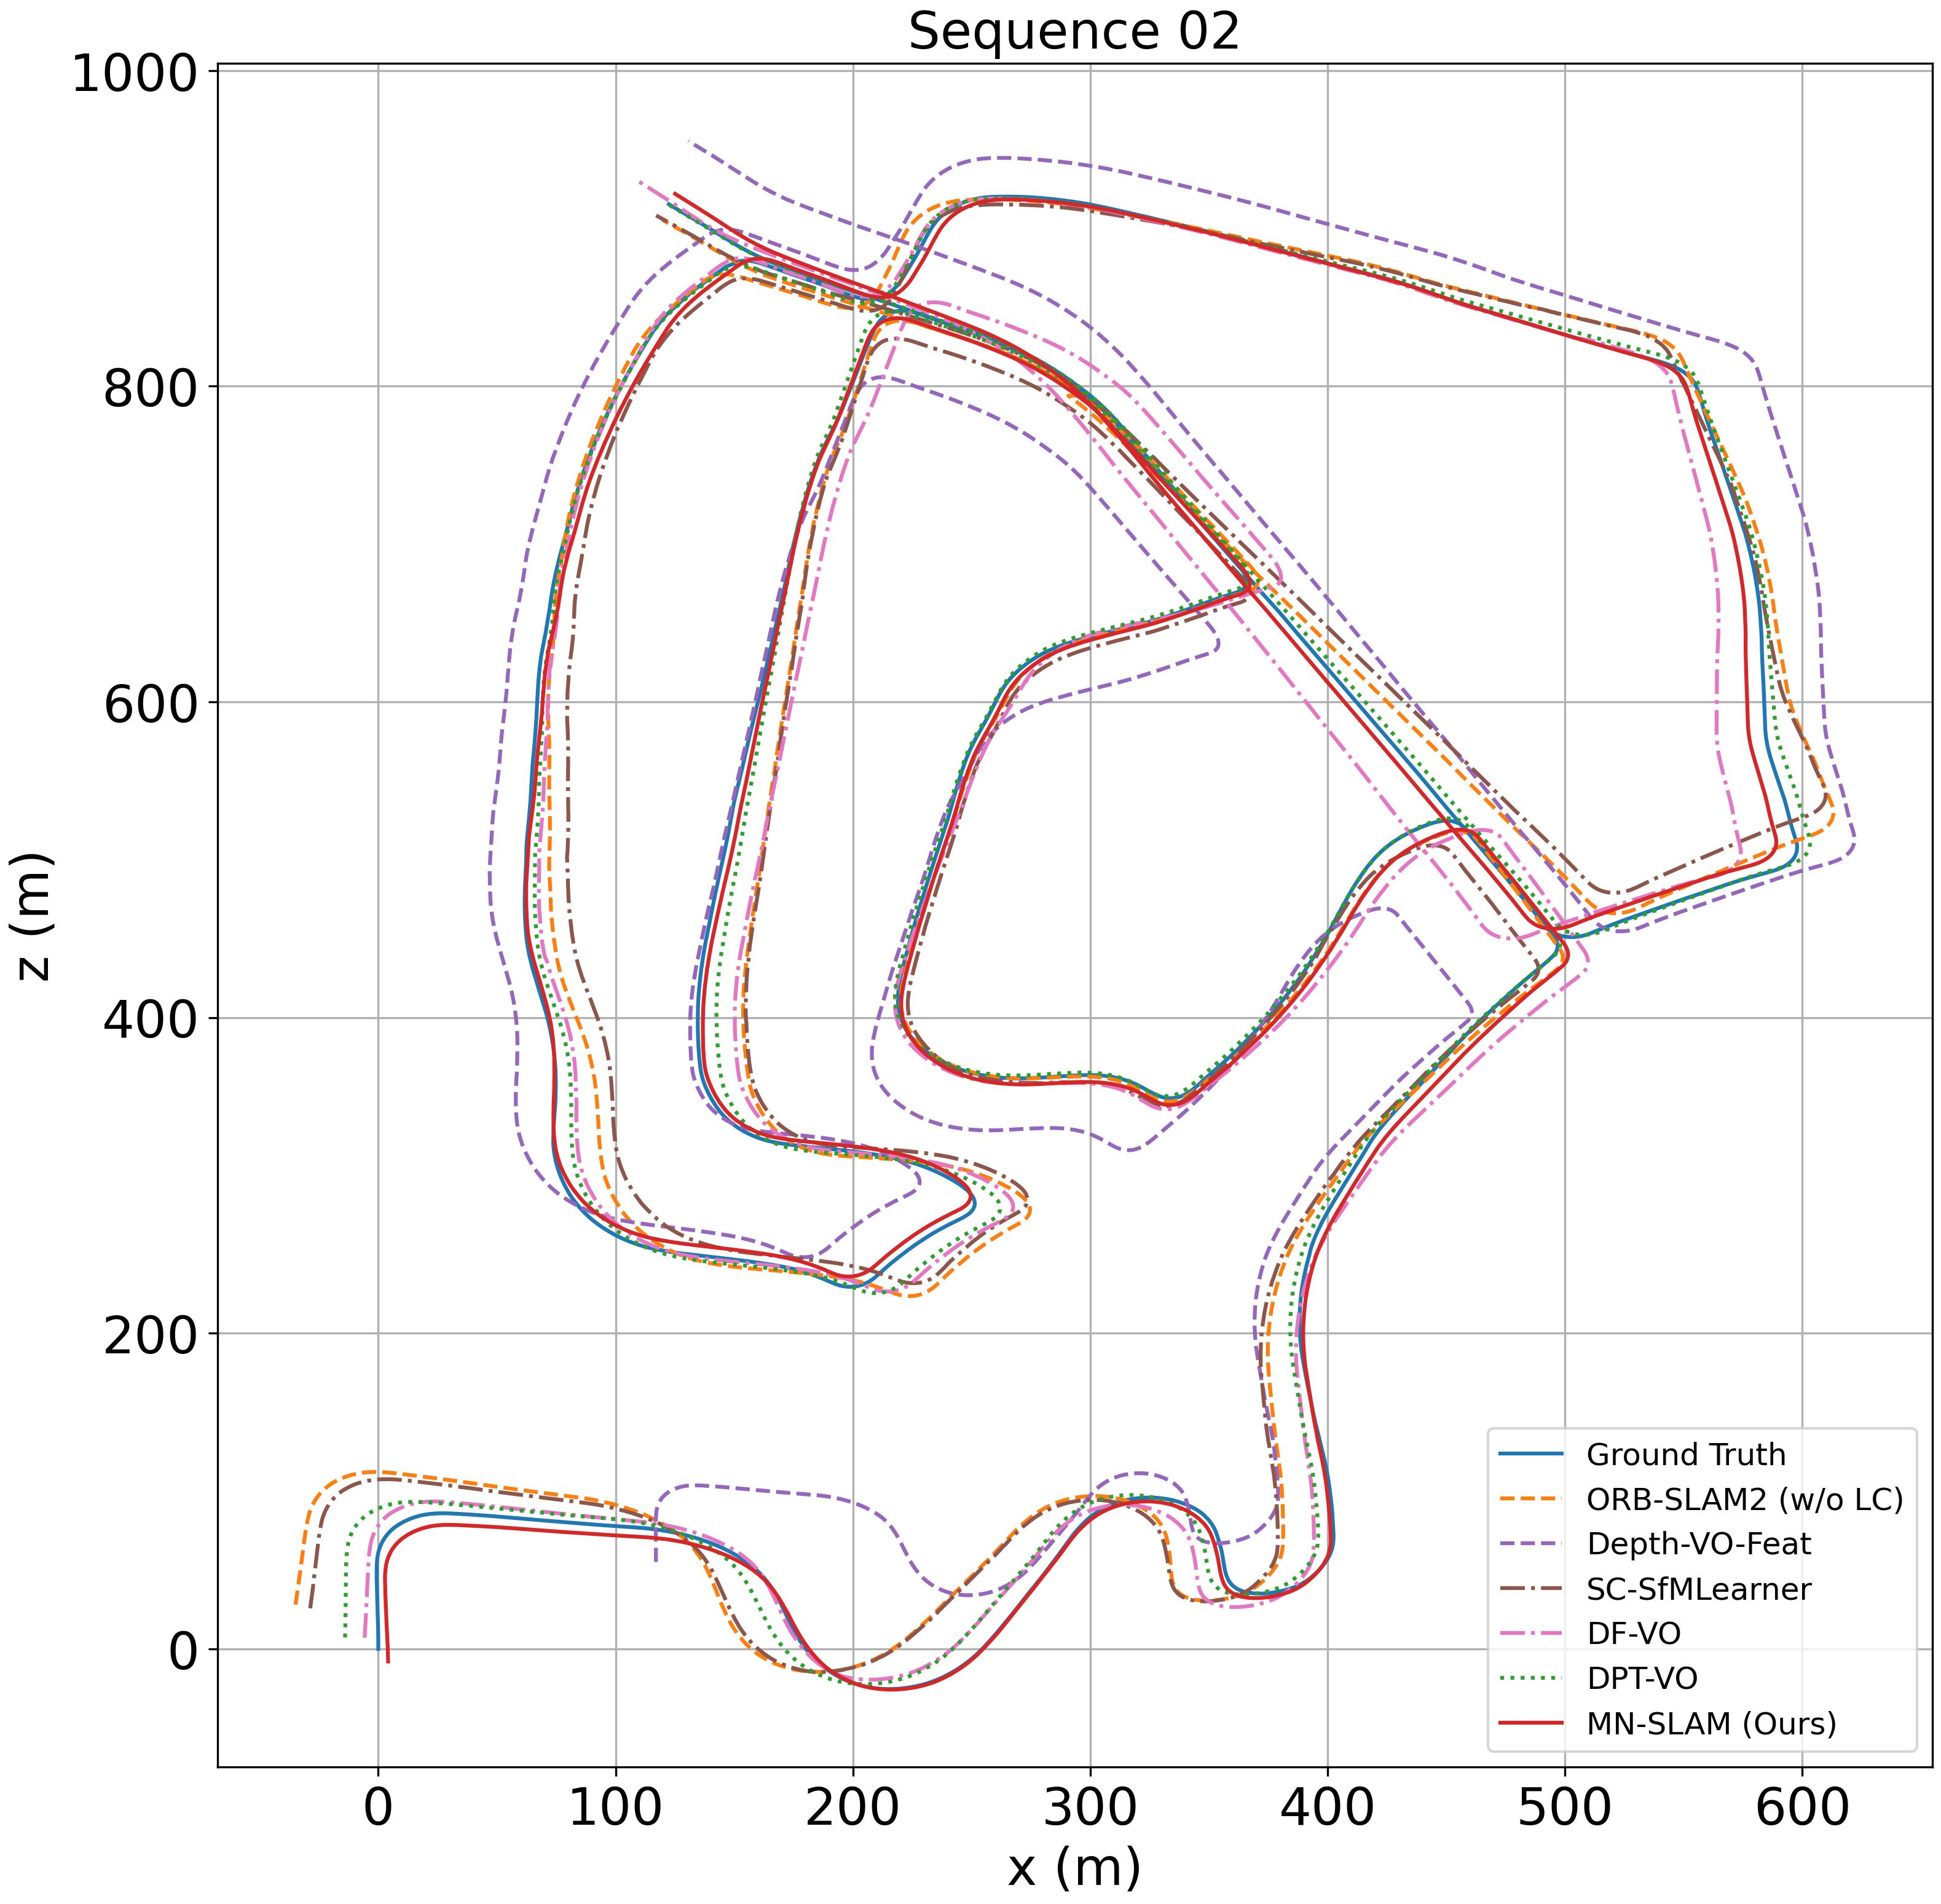 Sequence 02
1000
800
600
400
200
0
z (m)
0 100 200 300 400 500 600
x (m)
Ground Truth
ORB-SLAM2 (w/o LC)
Depth-VO-Feat
SC-SfMLearner
DF-VO
DPT-VO
MN-SLAM (Ours)